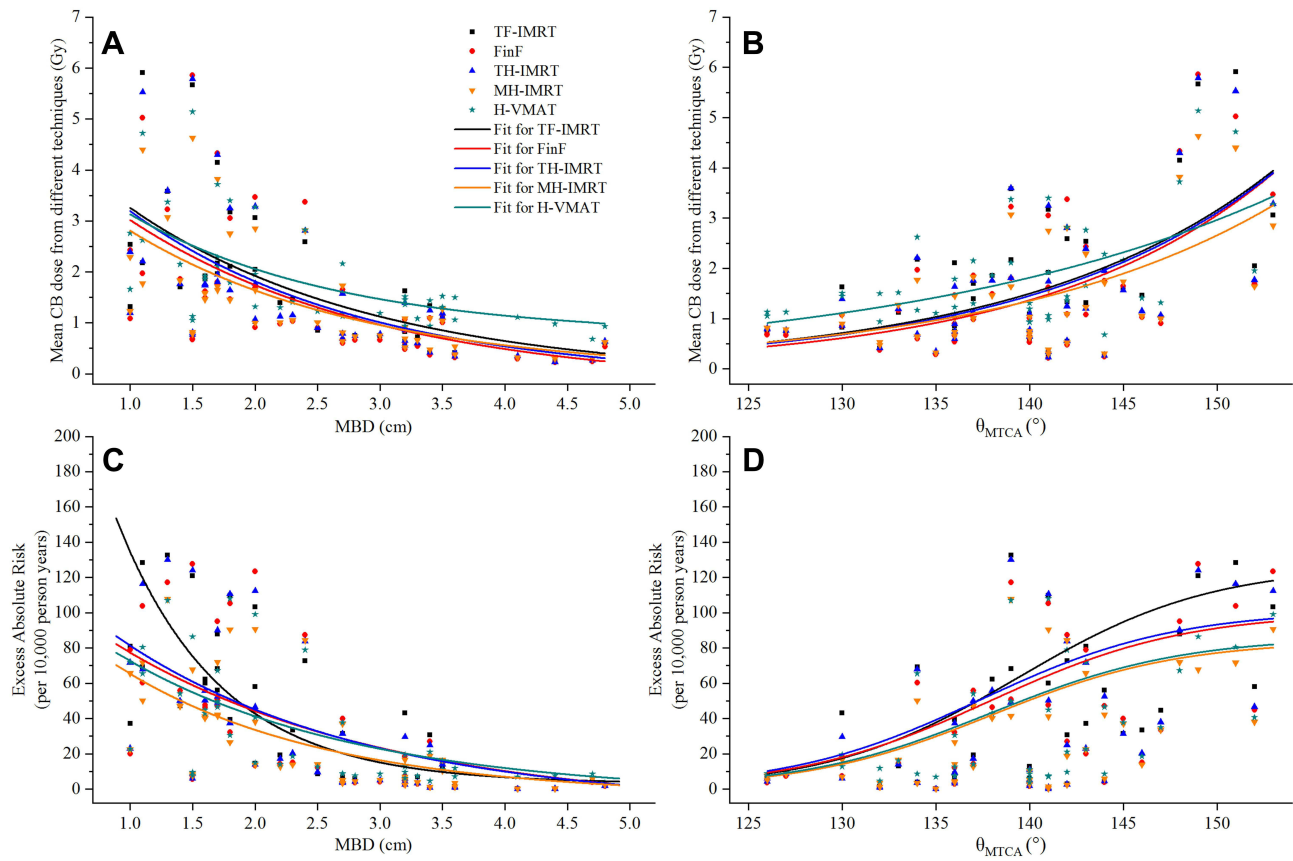 A
Mean CB dose from different techniques (Gy)
7
6
5
4
3
2
1
0
1.0 1.5 2.0 2.5 3.0 3.5 4.0 4.5 5.0
MBD (cm)
TF-IMRT
FinF
TH-IMRT
MH-IMRT
H-VMAT
Fit for TF-IMRT
Fit for FinF
Fit for TH-IMRT
Fit for MH-IMRT
Fit for H-VMAT
B
Mean CB dose from different techniques (Gy)
7
6
5
4
3
2
1
0
125 130 135 140 145 150
θMTCA (°)
C
Excess Absolute Risk
(per 10,000 person years)
200
180
160
140
120
100
80
60
40
20
0
1.0 1.5 2.0 2.5 3.0 3.5 4.0 4.5 5.0
MBD (cm)
D
Excess Absolute Risk
(per 10,000 person years)
200
180
160
140
120
100
80
60
40
20
0
125 130 135 140 145 150
θMTCA (°)